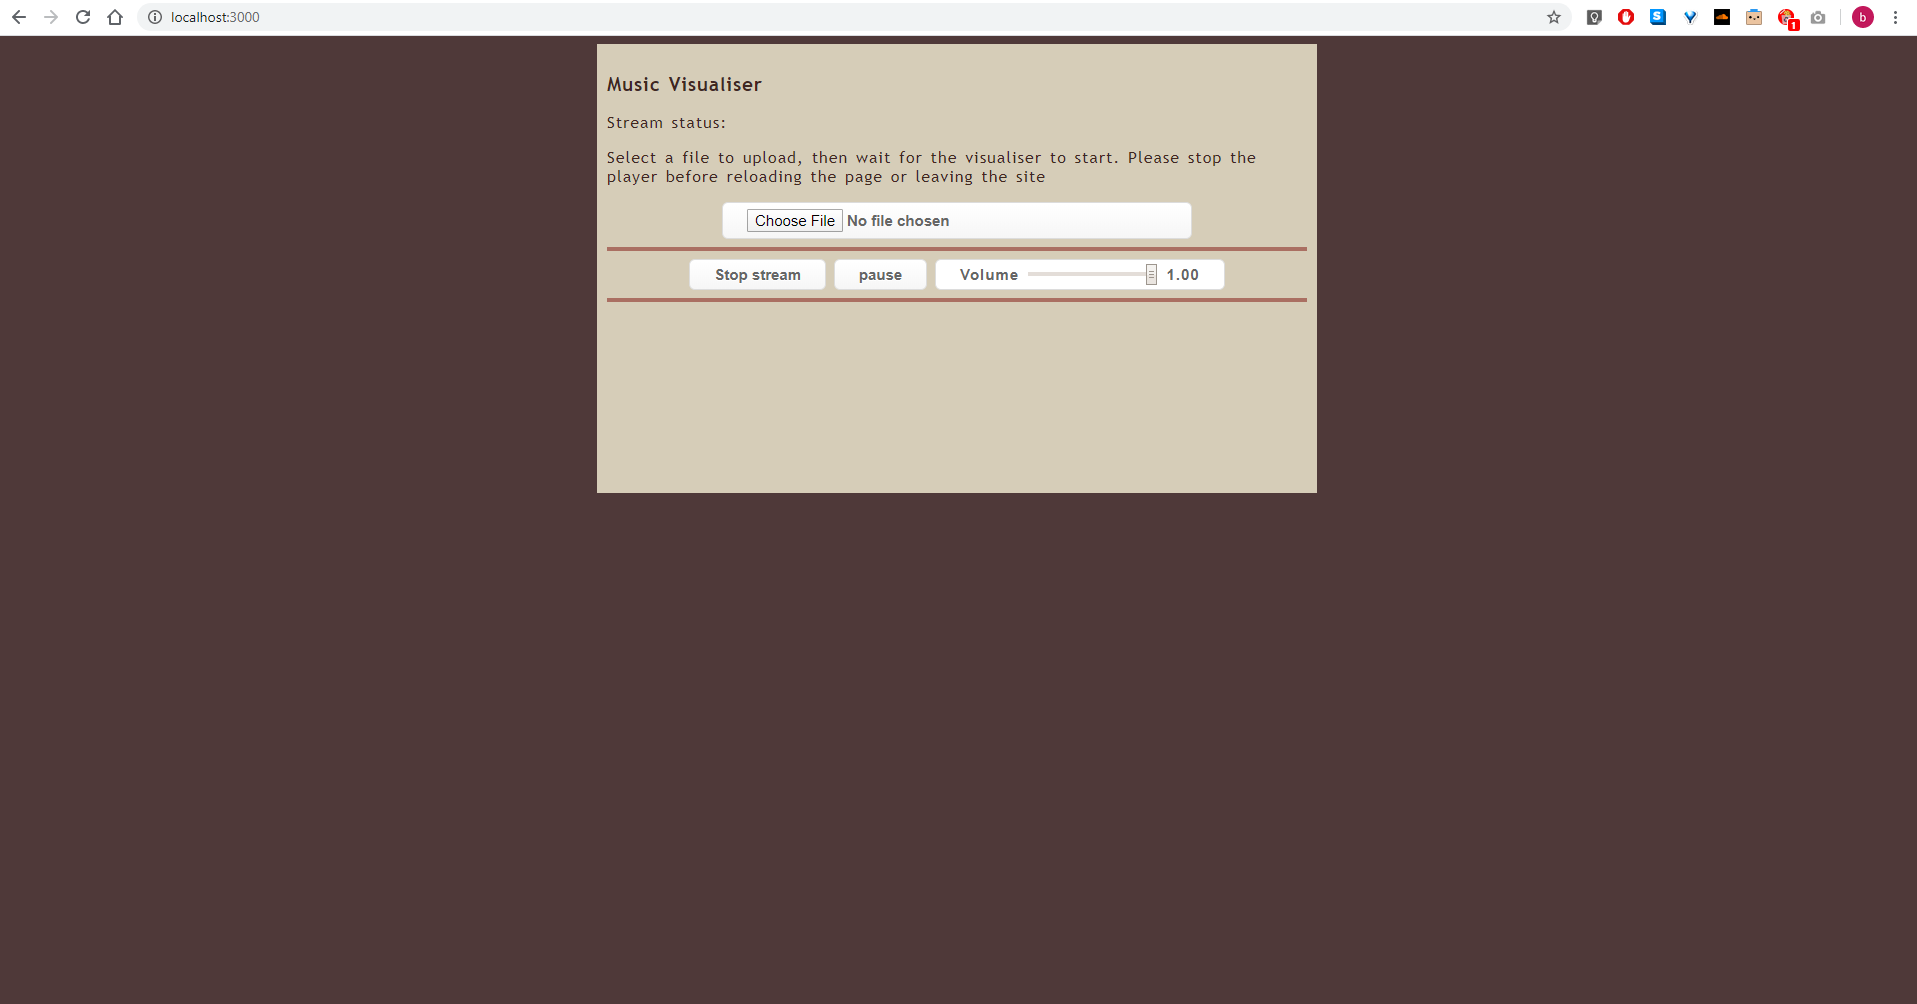 localhost:3000
S
1
b
Music Visualiser
Stream status:
Select a file to upload, then wait for the visualiser to start. Please stop the
player before reloading the page or leaving the site
Choose File No file chosen
Stop stream pause Volume 1.00